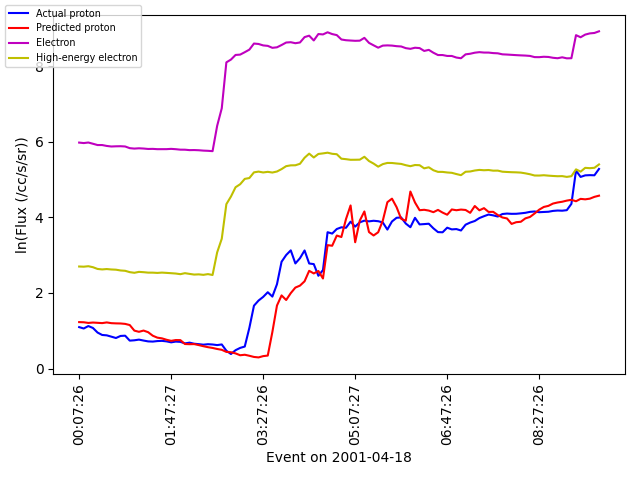 Actual proton
Predicted proton
Electron
High-energy electron
8
6
4
2
0
ln(Flux (/cc/s/sr))
00:07:26
01:47:27
03:27:26
05:07:27
06:47:26
08:27:26
Event on 2001-04-18